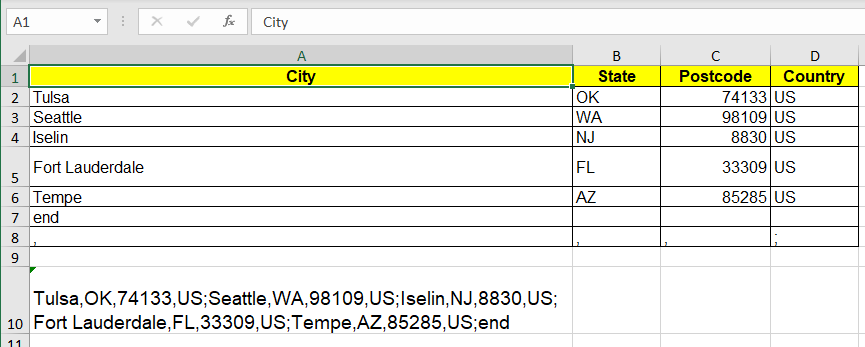 A1 fx City
A B C D
1 City State Postcode Country
2 Tulsa OK 74133 US
3 Seattle WA 98109 US
4 Iselin NJ 8830 US
5 Fort Lauderdale FL 33309 US
6 Tempe AZ 85285 US
7 end
8 , , , ;
9
Tulsa,OK,74133,US;Seattle,WA,98109,US;Iselin,NJ,8830,US;
10 Fort Lauderdale,FL,33309,US;Tempe,AZ,85285,US;end
11